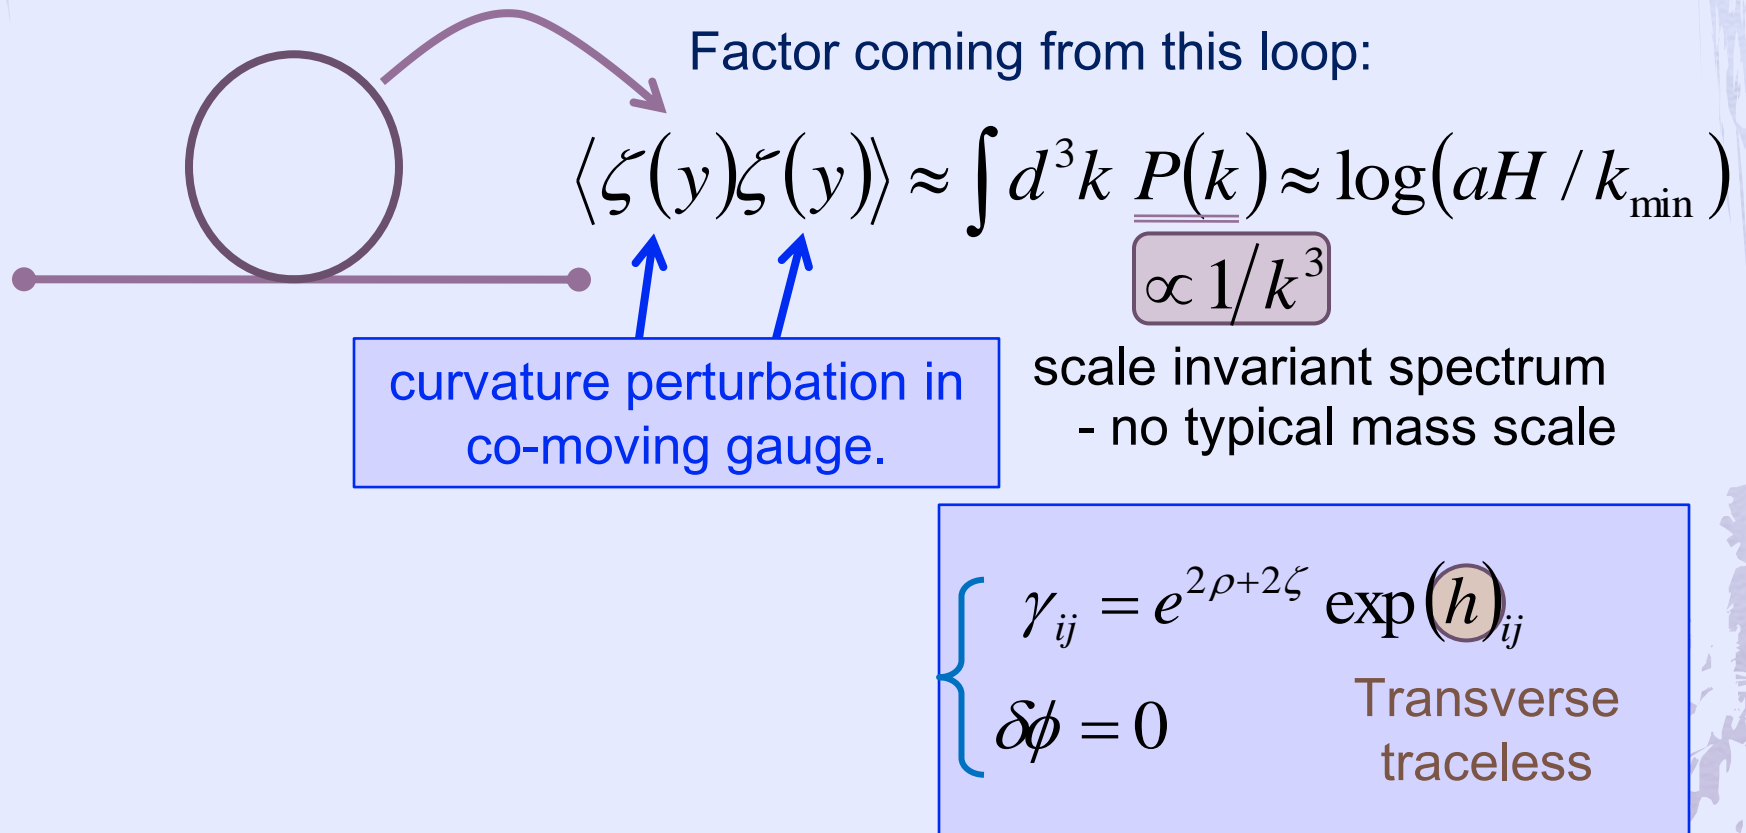 Factor coming from this loop:
⟨ζ(y)ζ(y)⟩ ≈ ∫ d³k P(k) ≈ log(aH / k_min)
∝ 1/k³
curvature perturbation in
co-moving gauge.
scale invariant spectrum
- no typical mass scale
γ_ij = e^{2ρ+2ζ} exp(h)_ij
δφ = 0
Transverse
traceless